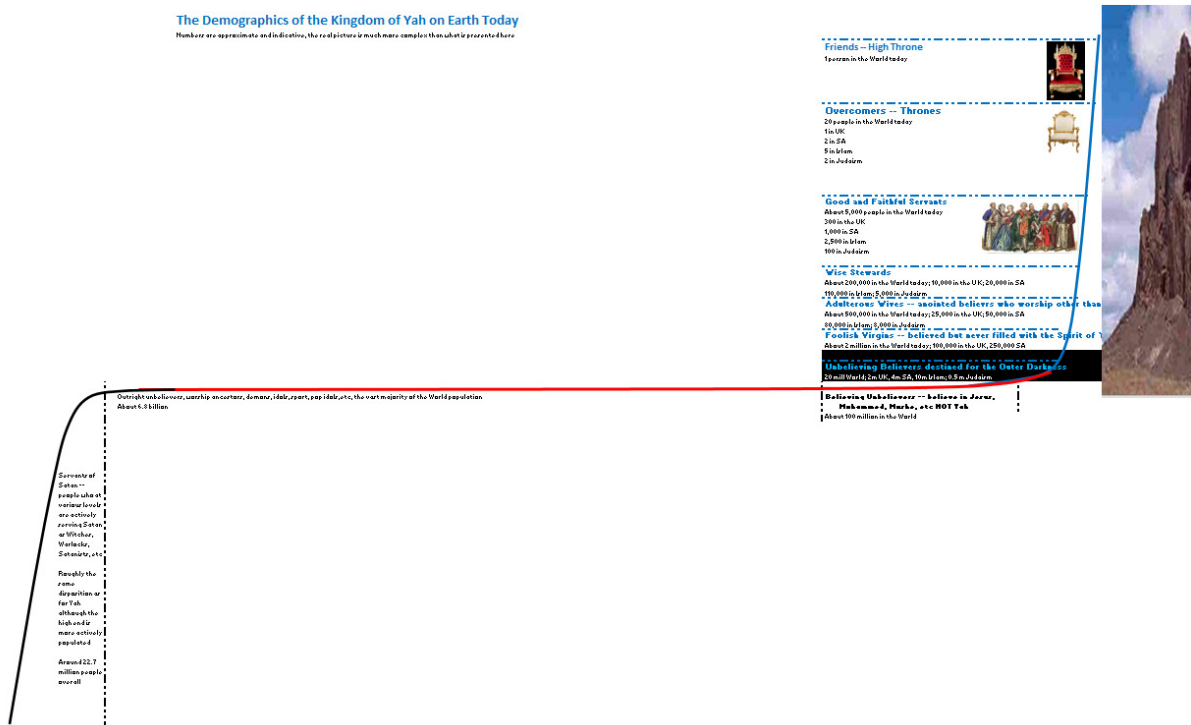 The Demographics of the Kingdom of Yah on Earth Today
Numbers are approximate and indicative, the real picture is much more complex than what is presented here
Friends -- High Throne
1 person in the World today
Overcomers -- Thrones
20 people in the World today
1 in UK
2 in SA
5 in Islam
2 in Judaism
Good and Faithful Servants
About 5,000 people in the World today
300 in the UK
1,000 in SA
2,500 in Islam
100 in Judaism
Wise Stewards
About 200,000 in the World today; 10,000 in the UK; 20,000 in SA
110,000 in Islam; 5,000 in Judaism
Adulterous Wives -- anointed believrs who worship other than
About 500,000 in the World today; 25,000 in the UK; 50,000 in SA
80,000 in Islam; 8,000 in Judaism
Foolish Virgins -- believed but never filled with the Spirit of Y
About 2 million in the World today; 100,000 in the UK, 250,000 SA
Unbelieving Believers destined for the Outer Darkness
20 mill World; 2m UK, 4m SA, 10m Islam; 0.5 m Judaism
Believing Unbelievers -- believe in Jesus,
Mohammed, Moshe, etc NOT Yah
About 100 million in the World
Outright unbelievers, worship ancestors, demons, idols, sport, pop idols, etc, the vast majority of the World population
About 6.8 billion
Servants of
Satan --
people who at
various levels
are actively
serving Satan
as Witches,
Warlocks,
Satanists, etc
Roughly the
same
disposition as
for Yah
although the
high end is
more actively
populated
Around 22.7
million people
overall